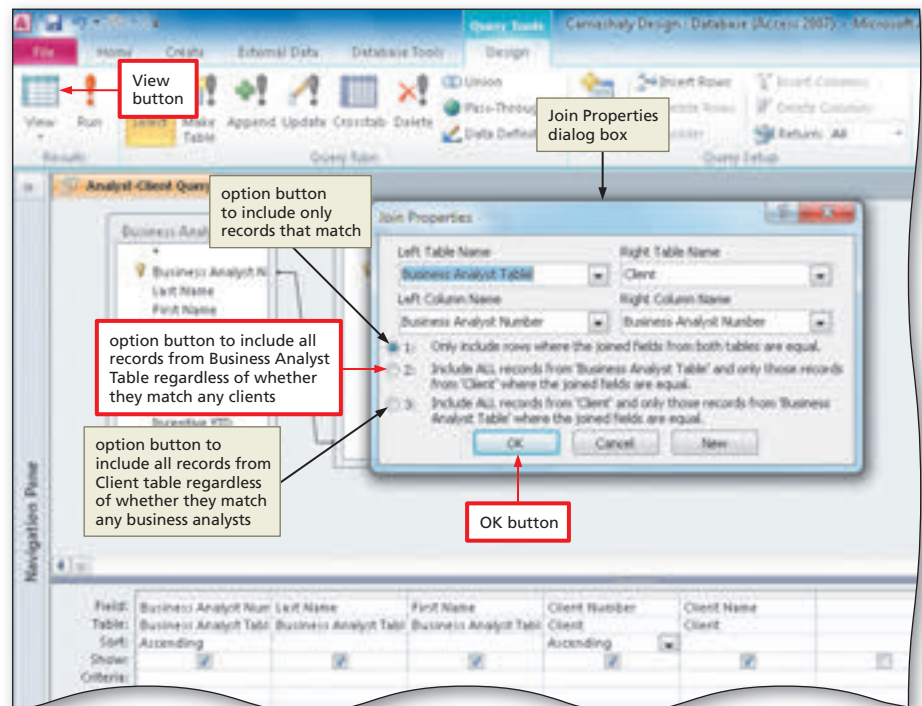 Query Tools
Camashaly Design : Database (Access 2007) - Microsoft
File
Home
Create
External Data
Database Tools
Design
View
button
View
Run
Select
Make
Table
Append
Update
Crosstab
Delete
Union
Pass-Through
Data Definit
Insert Rows
Delete Rows
Insert Columns
Delete Columns
Return: All
Results
Query Type
Query Setup
Join Properties
dialog box
Analyst-Client Query
option button
to include only
records that match
Business Analyst N
Last Name
First Name
Join Properties
Left Table Name
Right Table Name
Business Analyst Table
Client
Left Column Name
Right Column Name
Business Analyst Number
Business Analyst Number
1: Only include rows where the joined fields from both tables are equal.
2: Include ALL records from 'Business Analyst Table' and only those records
from 'Client' where the joined fields are equal.
3: Include ALL records from 'Client' and only those records from 'Business
Analyst Table' where the joined fields are equal.
OK
Cancel
New
option button to include all
records from Business Analyst
Table regardless of whether
they match any clients
Incentive YTD
option button to
include all records from
Client table regardless
of whether they match
any business analysts
OK button
Navigation Pane
Field: Business Analyst Num Last Name First Name Client Number Client Name
Table: Business Analyst Tabl Business Analyst Tabl Business Analyst Tabl Client Client
Sort: Ascending Ascending
Show:
Criteria: